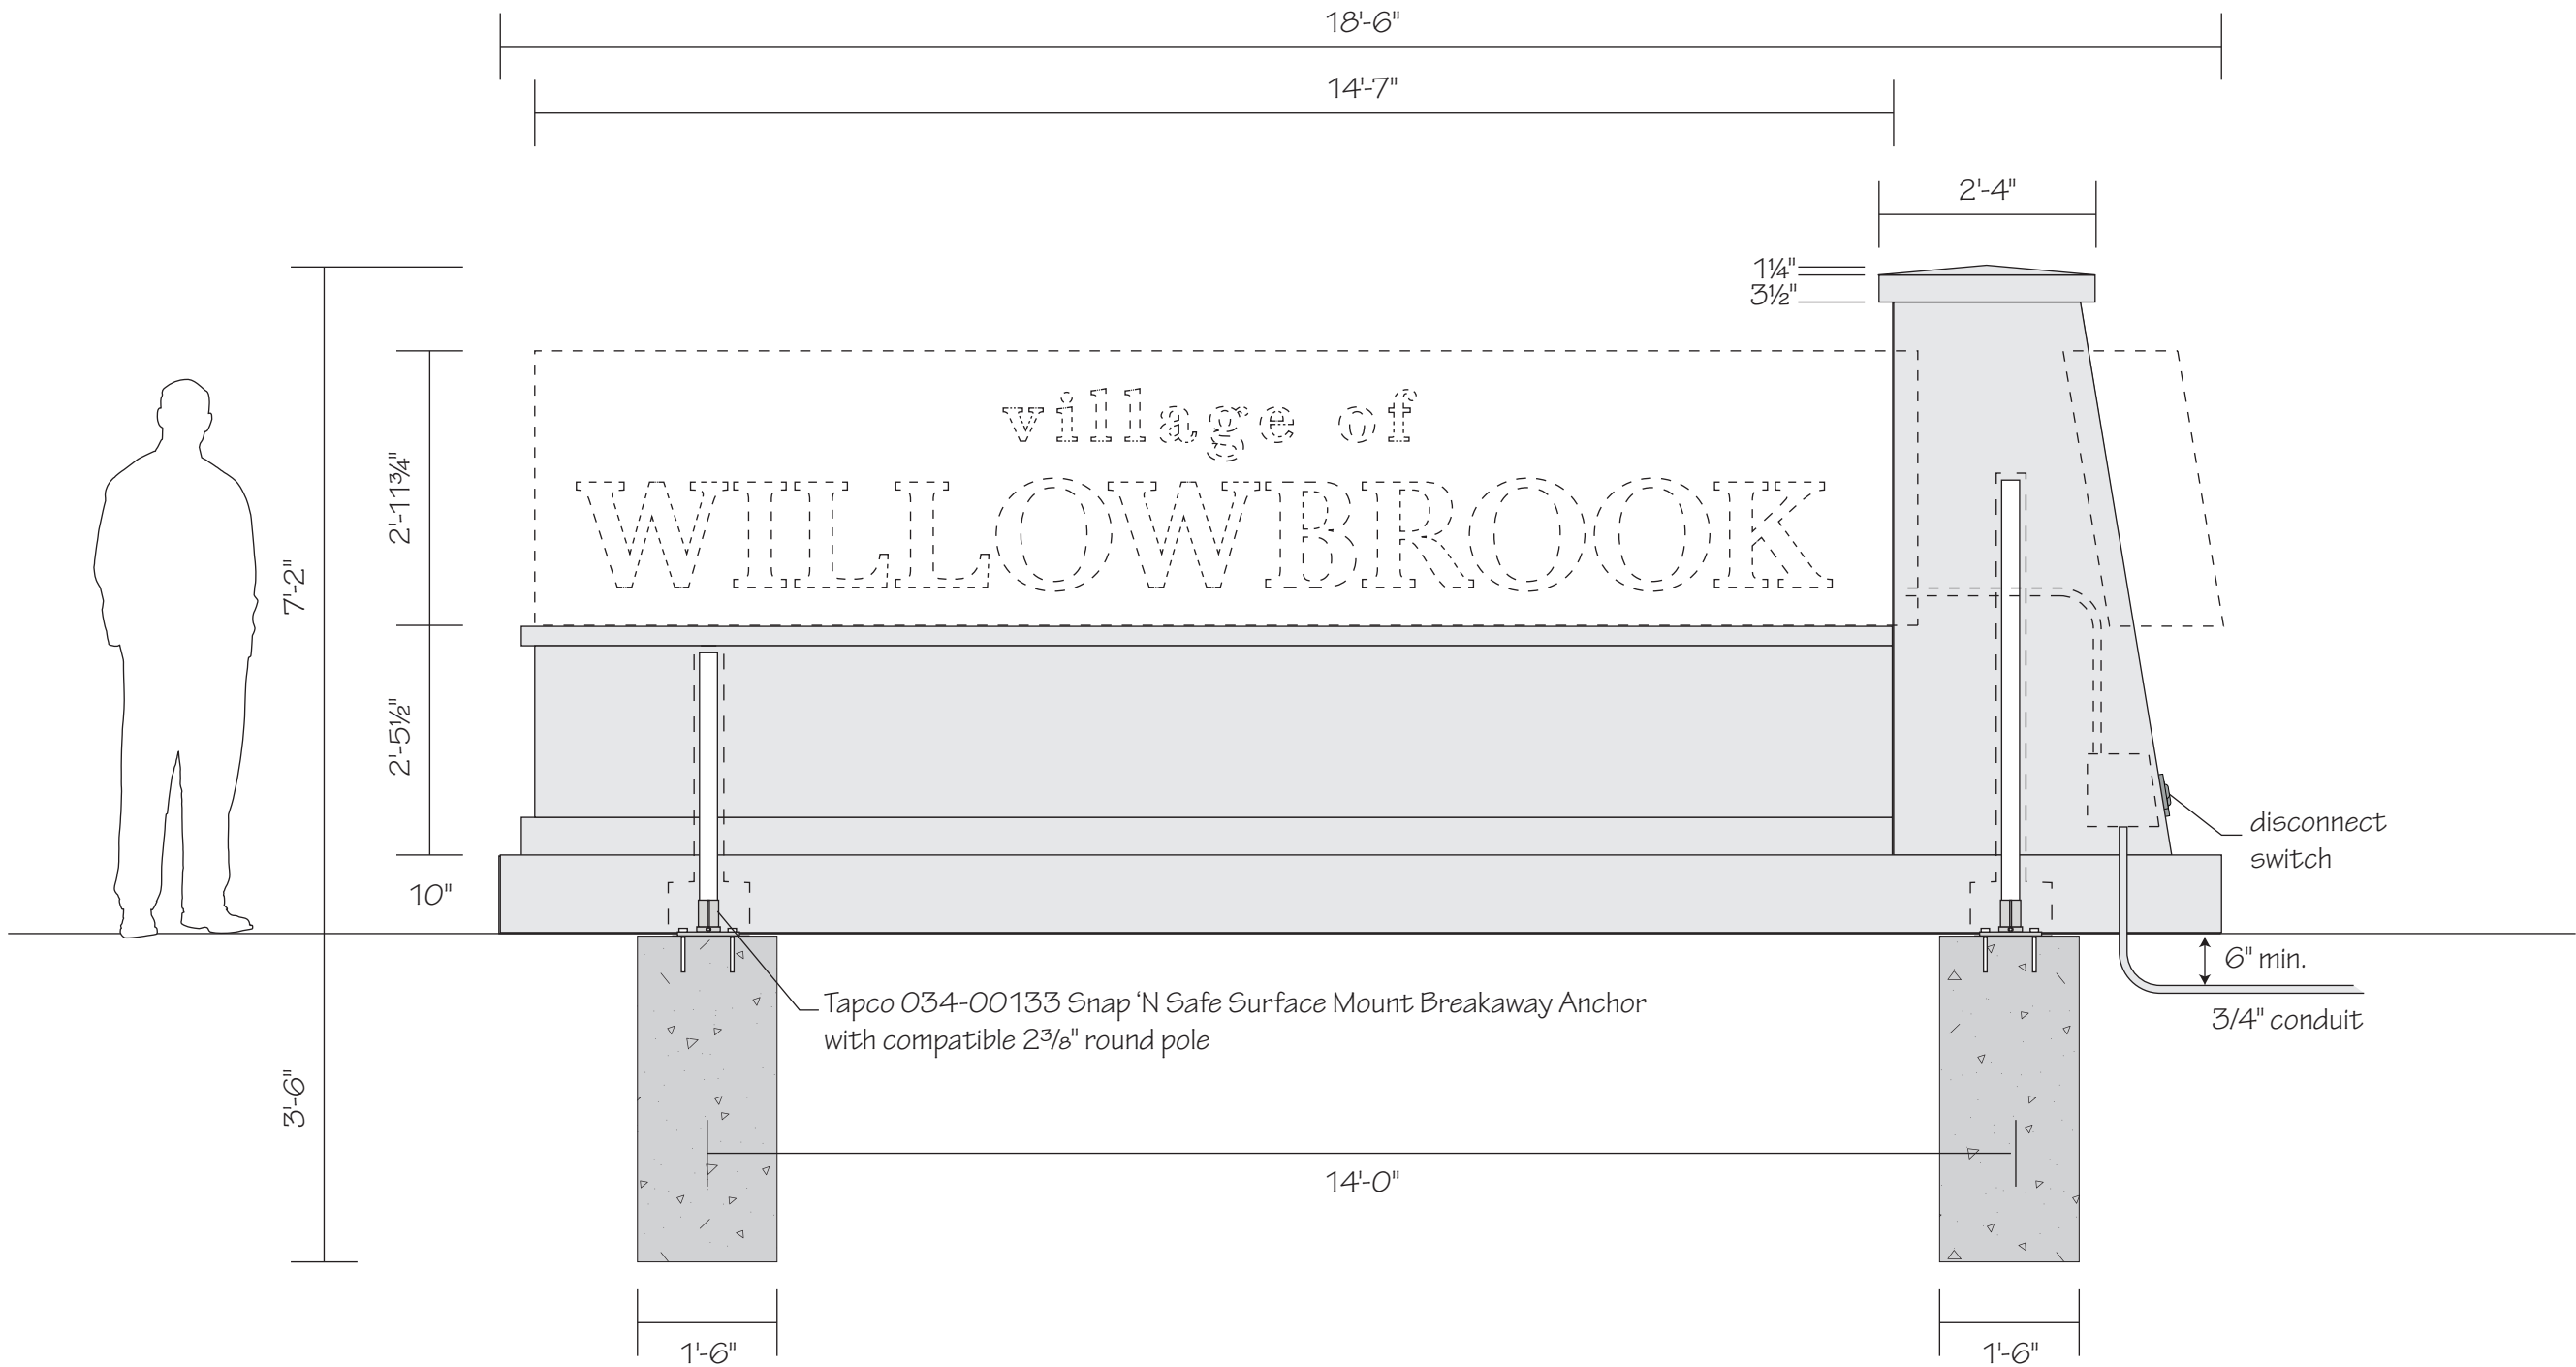 18'-6"
14'-7"
2'-4"
1¼"
3½"
village of
WILLOWBROOK
2'-11¾"
7'-2"
2'-5½"
disconnect
switch
10"
6" min.
Tapco 034-00133 Snap ‘N Safe Surface Mount Breakaway Anchor
with compatible 2³/₈" round pole
3/4" conduit
3'-6"
14'-0"
1'-6"
1'-6"